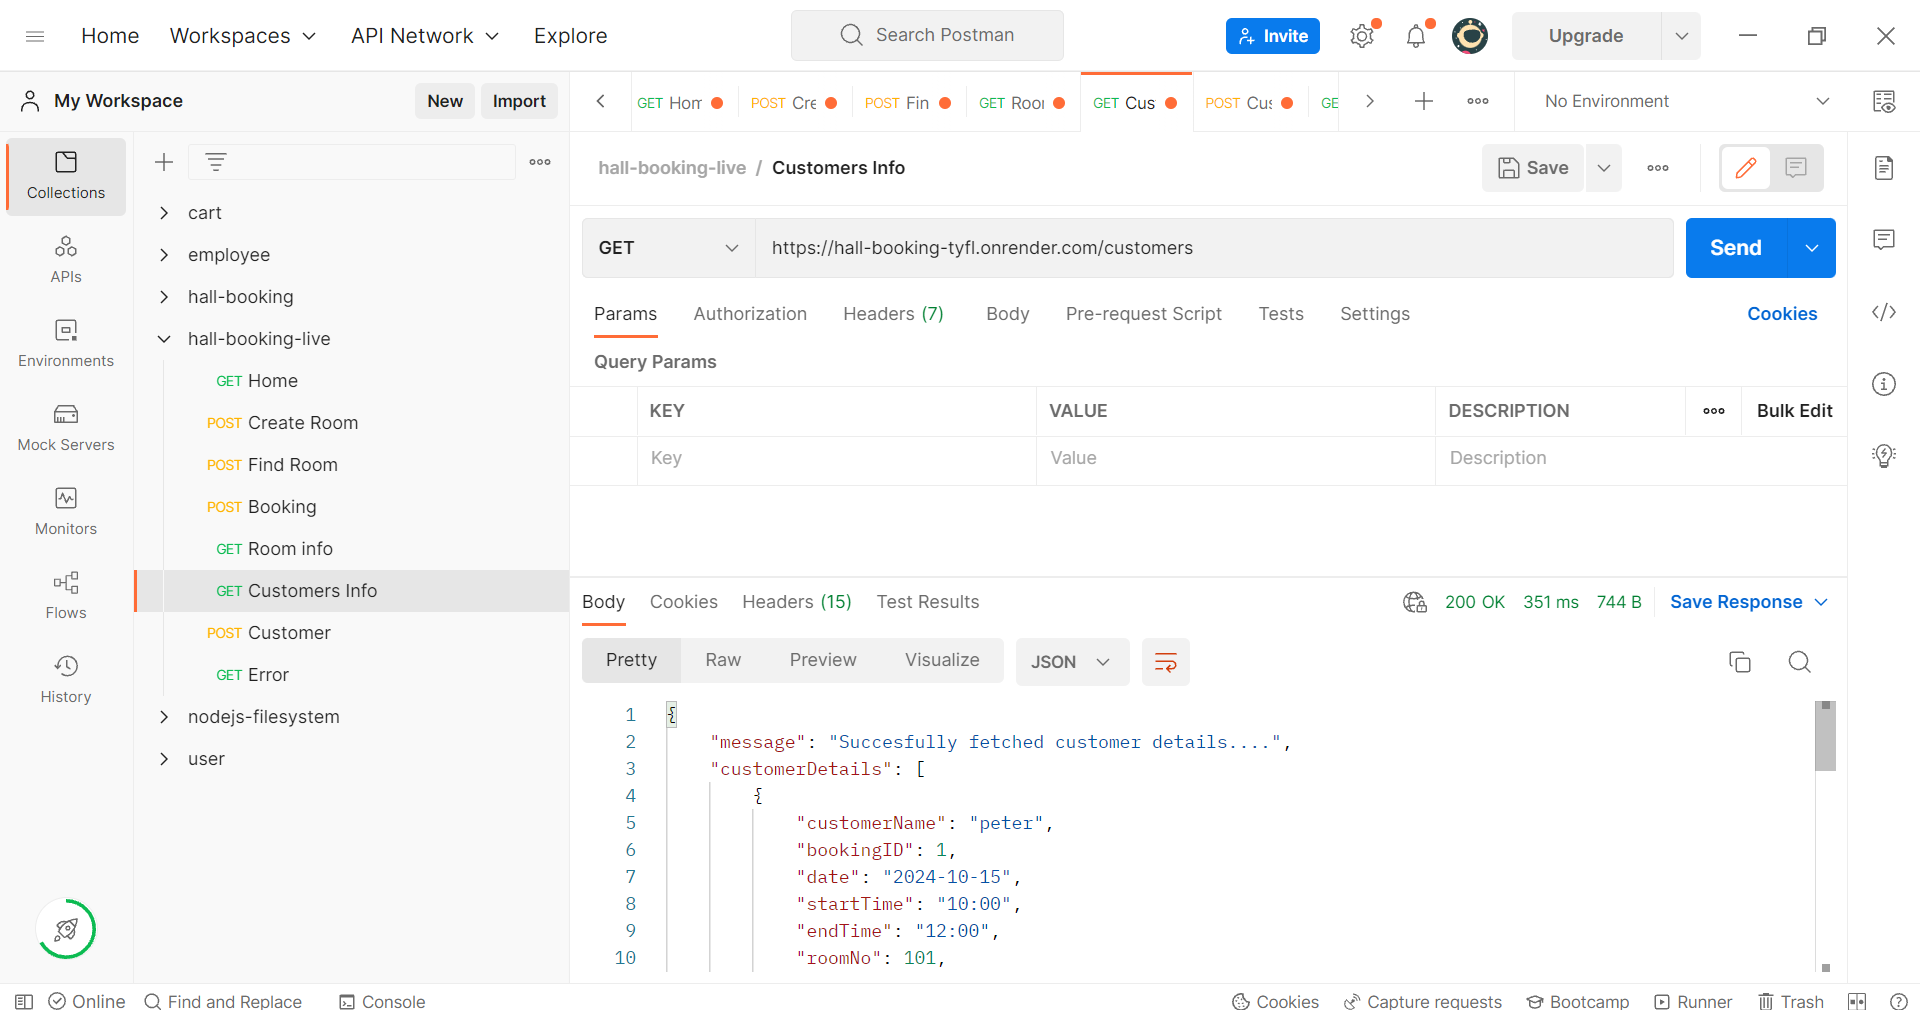 Home Workspaces API Network Explore Search Postman Invite Upgrade
My Workspace New Import GET Hom POST Cre POST Fin GET Roor GET Cus POST Cus GE No Environment
Collections
APIs
Environments
Mock Servers
Monitors
Flows
History
cart
employee
hall-booking
hall-booking-live
GET Home
POST Create Room
POST Find Room
POST Booking
GET Room info
GET Customers Info
POST Customer
GET Error
nodejs-filesystem
user
hall-booking-live / Customers Info Save
GET https://hall-booking-tyfl.onrender.com/customers Send
Params Authorization Headers (7) Body Pre-request Script Tests Settings Cookies
Query Params
KEY VALUE DESCRIPTION Bulk Edit
Key Value Description
Body Cookies Headers (15) Test Results 200 OK 351 ms 744 B Save Response
Pretty Raw Preview Visualize JSON
1 {
2 "message": "Succesfully fetched customer details....",
3 "customerDetails": [
4 {
5 "customerName": "peter",
6 "bookingID": 1,
7 "date": "2024-10-15",
8 "startTime": "10:00",
9 "endTime": "12:00",
10 "roomNo": 101,
Online Find and Replace Console Cookies Capture requests Bootcamp Runner Trash